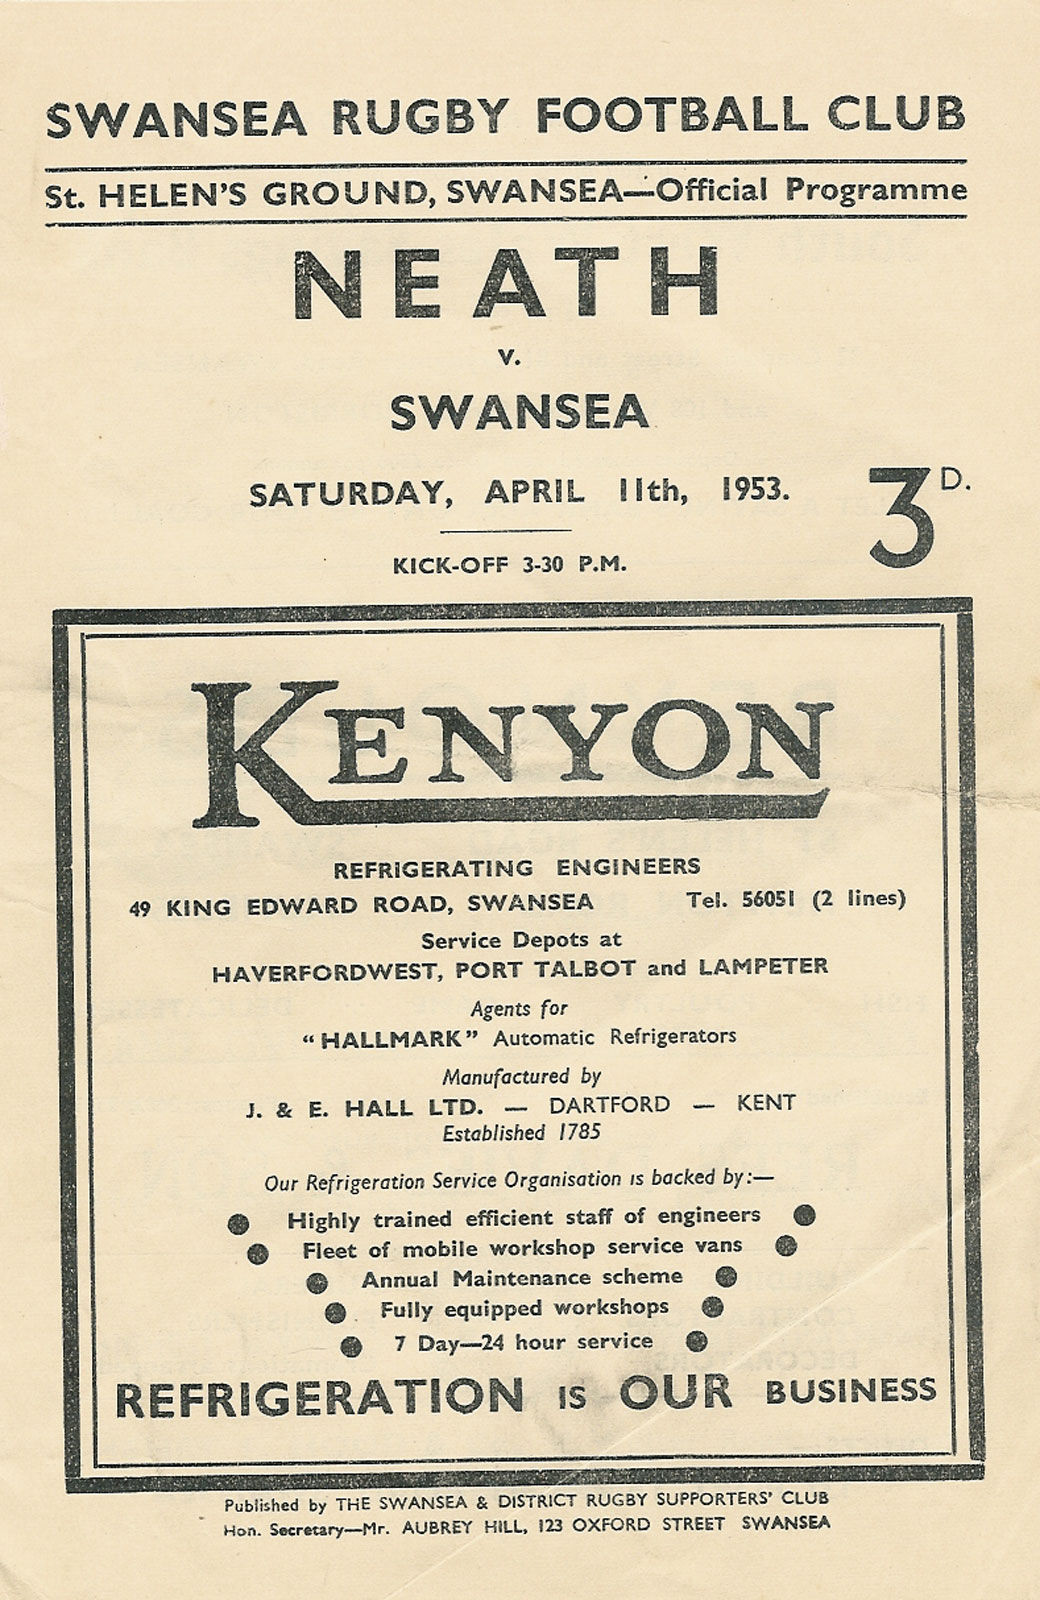 SWANSEA RUGBY FOOTBALL CLUB
St. HELEN'S GROUND, SWANSEA—Official Programme
NEATH
v.
SWANSEA
SATURDAY, APRIL 11th, 1953.
3D.
KICK-OFF 3-30 P.M.
KENYON
REFRIGERATING ENGINEERS
49 KING EDWARD ROAD, SWANSEA Tel. 56051 (2 lines)
Service Depots at
HAVERFORDWEST, PORT TALBOT and LAMPETER
Agents for
“HALLMARK” Automatic Refrigerators
Manufactured by
J. & E. HALL LTD. — DARTFORD — KENT
Established 1785
Our Refrigeration Service Organisation is backed by:—
● Highly trained efficient staff of engineers ●
● Fleet of mobile workshop service vans ●
● Annual Maintenance scheme ●
● Fully equipped workshops ●
● 7 Day—24 hour service ●
REFRIGERATION IS OUR BUSINESS
Published by THE SWANSEA & DISTRICT RUGBY SUPPORTERS' CLUB
Hon. Secretary—Mr. AUBREY HILL, 123 OXFORD STREET SWANSEA